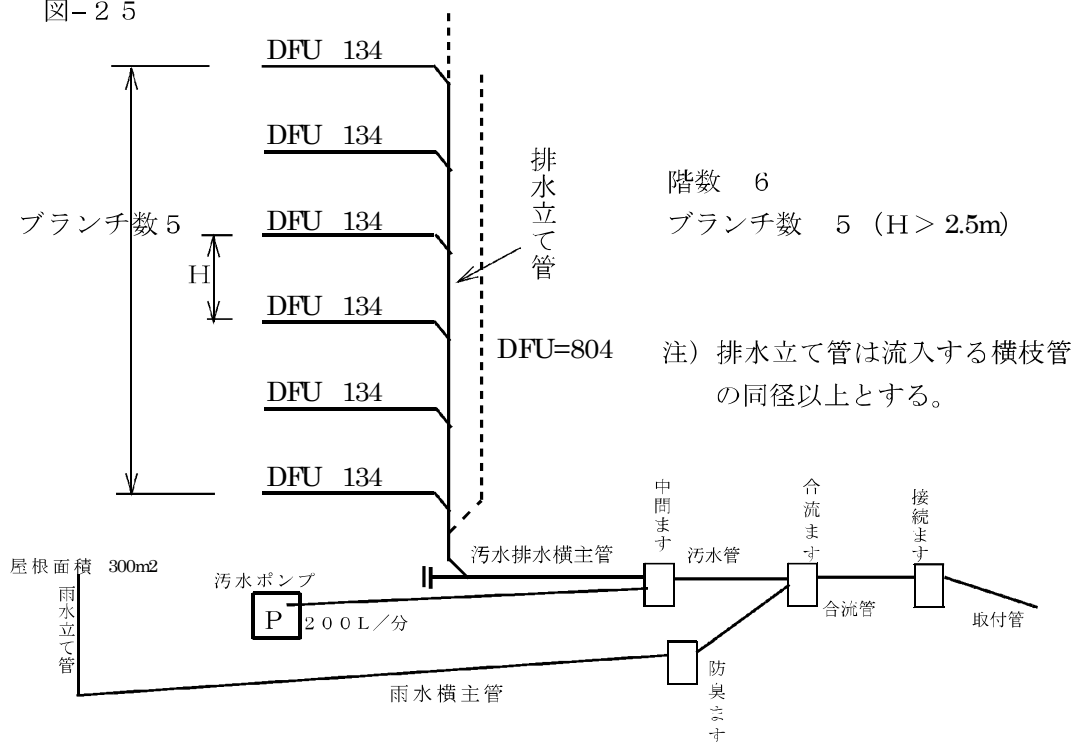 図−２５
DFU 134
DFU 134
DFU 134
DFU 134
DFU 134
DFU 134
ブランチ数５
Ｈ
排水立て管
階数　６
ブランチ数　５（Ｈ＞2.5m）
DFU=804
注）排水立て管は流入する横枝管
の同径以上とする。
屋根面積 300m2
雨水立て管
汚水ポンプ
P
２００Ｌ／分
汚水排水横主管
中間ます
汚水管
合流ます
合流管
接続ます
取付管
雨水横主管
防臭ます